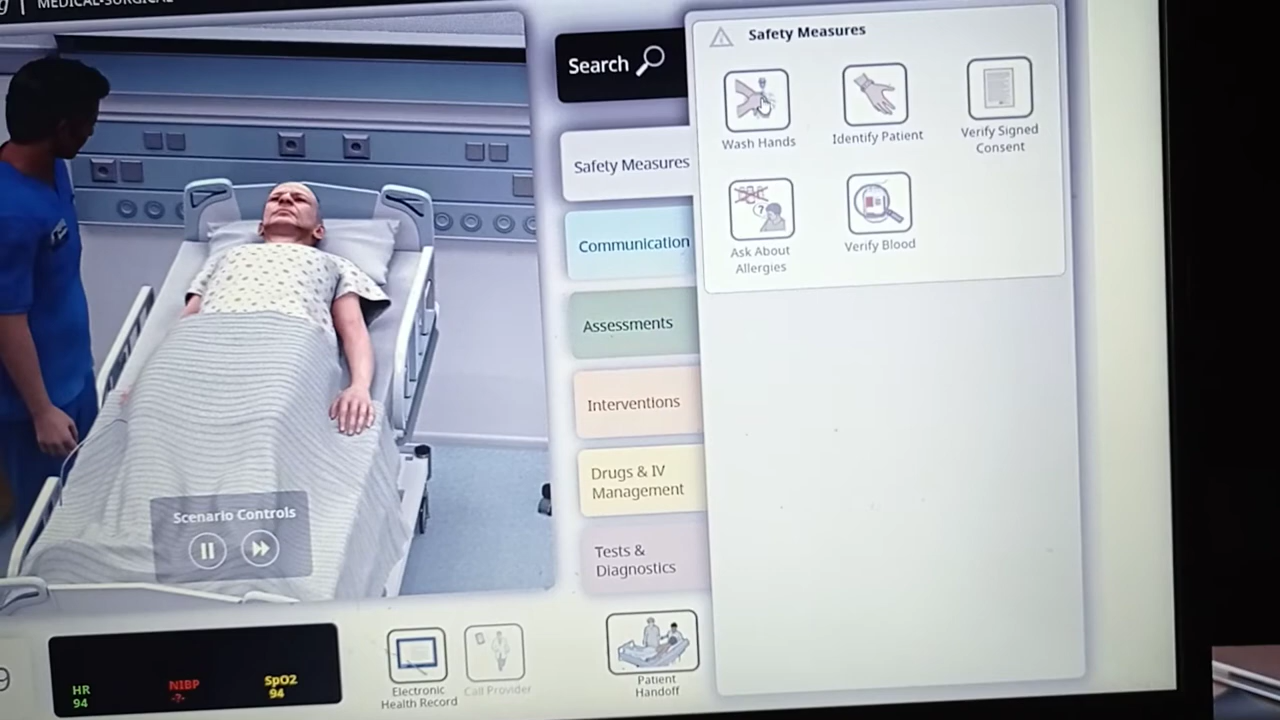 MEDICAL-SURGICAL
Search
Safety Measures
Communication
Assessments
Interventions
Drugs & IV
Management
Tests &
Diagnostics
Safety Measures
Wash Hands
Identify Patient
Verify Signed
Consent
Ask About
Allergies
Verify Blood
Scenario Controls
HR
94
NIBP
-?-
SpO2
94
Electronic
Health Record
Call Provider
Patient
Handoff